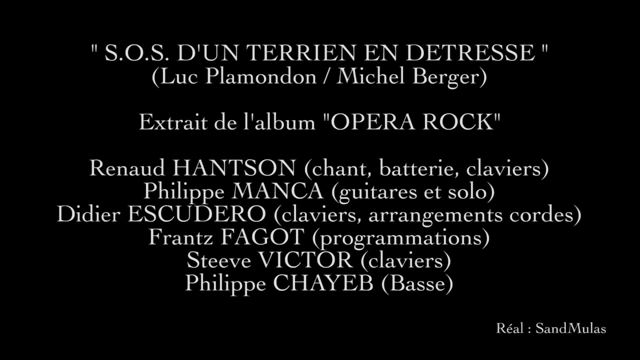 " S.O.S. D'UN TERRIEN EN DETRESSE "
(Luc Plamondon / Michel Berger)
Extrait de l'album "OPERA ROCK"
Renaud HANTSON (chant, batterie, claviers)
Philippe MANCA (guitares et solo)
Didier ESCUDERO (claviers, arrangements cordes)
Frantz FAGOT (programmations)
Steeve VICTOR (claviers)
Philippe CHAYEB (Basse)
Réal : SandMulas